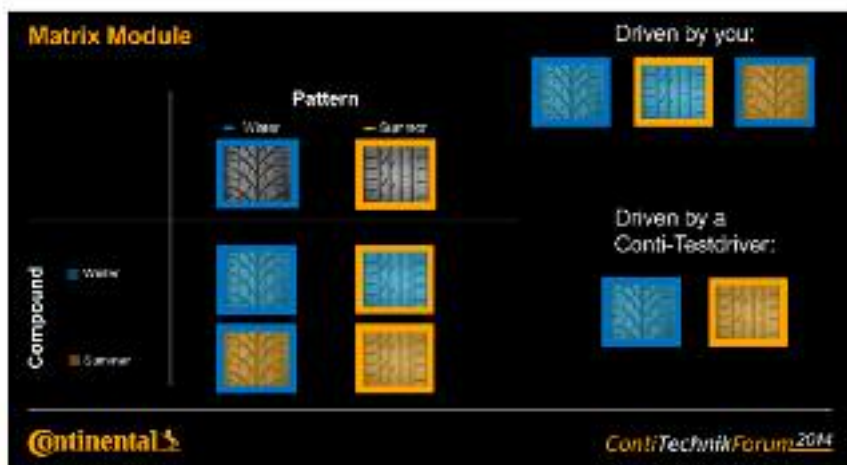 Matrix Module
Driven by you:
Pattern
Winter
Summer
Driven by a
Conti-Testdriver:
Compound
Winter
Summer
Continental
ContiTechnikForum 2014